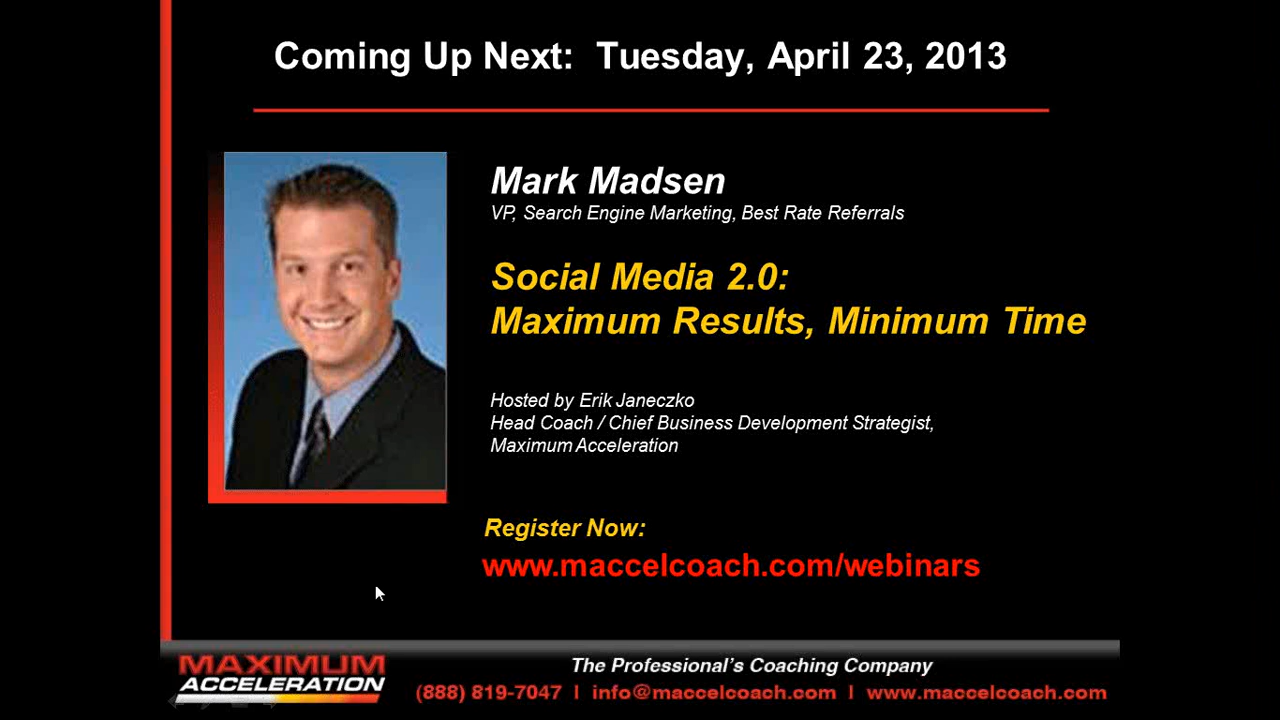 Coming Up Next: Tuesday, April 23, 2013
Mark Madsen
VP, Search Engine Marketing, Best Rate Referrals
Social Media 2.0:
Maximum Results, Minimum Time
Hosted by Erik Janeczko
Head Coach / Chief Business Development Strategist,
Maximum Acceleration
Register Now:
www.maccelcoach.com/webinars
MAXIMUM
ACCELERATION
The Professional's Coaching Company
(888) 819-7047 | info@maccelcoach.com | www.maccelcoach.com